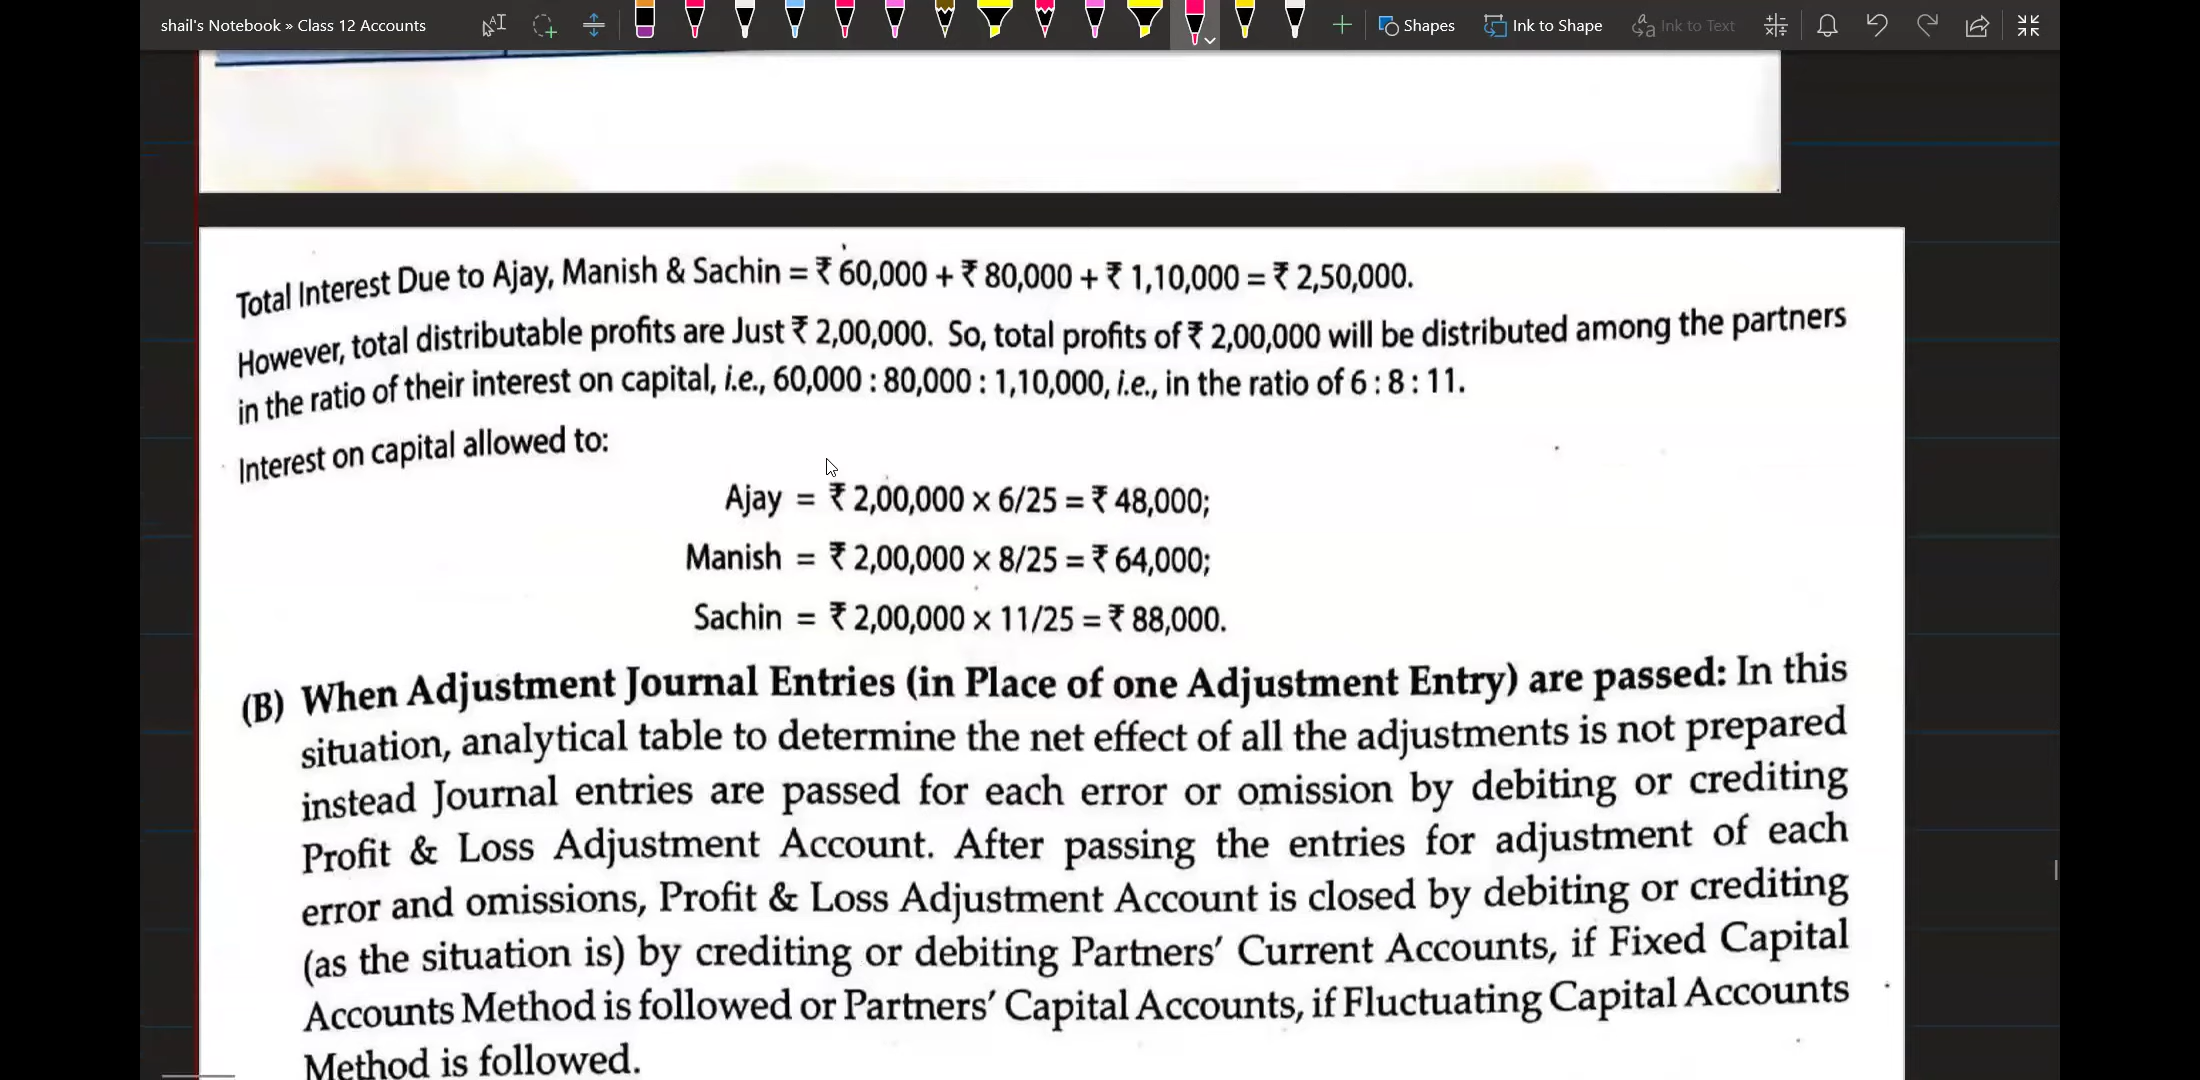 shail's Notebook » Class 12 Accounts
Shapes
Ink to Shape
Ink to Text
Total Interest Due to Ajay, Manish & Sachin = ₹ 60,000 + ₹ 80,000 + ₹ 1,10,000 = ₹ 2,50,000.
However, total distributable profits are Just ₹ 2,00,000. So, total profits of ₹ 2,00,000 will be distributed among the partners
in the ratio of their interest on capital, i.e., 60,000 : 80,000 : 1,10,000, i.e., in the ratio of 6 : 8 : 11.
Interest on capital allowed to:
Ajay = ₹ 2,00,000 × 6/25 = ₹ 48,000;
Manish = ₹ 2,00,000 × 8/25 = ₹ 64,000;
Sachin = ₹ 2,00,000 × 11/25 = ₹ 88,000.
(B) When Adjustment Journal Entries (in Place of one Adjustment Entry) are passed: In this
situation, analytical table to determine the net effect of all the adjustments is not prepared
instead Journal entries are passed for each error or omission by debiting or crediting
Profit & Loss Adjustment Account. After passing the entries for adjustment of each
error and omissions, Profit & Loss Adjustment Account is closed by debiting or crediting
(as the situation is) by crediting or debiting Partners' Current Accounts, if Fixed Capital
Accounts Method is followed or Partners' Capital Accounts, if Fluctuating Capital Accounts
Method is followed.